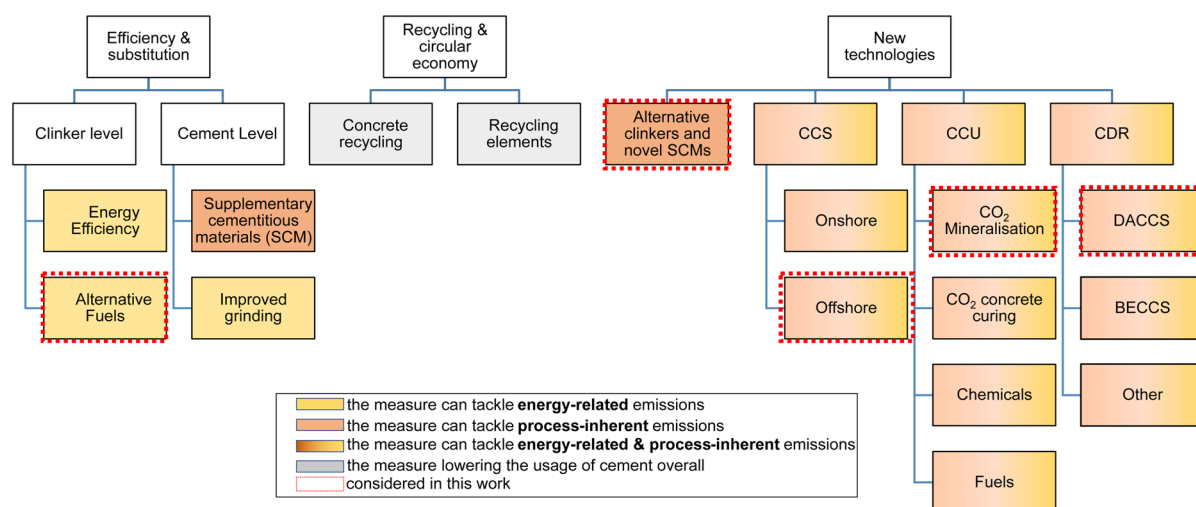 Efficiency &
substitution
Recycling &
circular
economy
New
technologies
Clinker level
Cement Level
Concrete
recycling
Recycling
elements
Alternative
clinkers and
novel SCMs
CCS
CCU
CDR
Energy
Efficiency
Supplementary
cementitious
materials (SCM)
Onshore
CO₂
Mineralisation
DACCS
Alternative
Fuels
Improved
grinding
Offshore
CO₂ concrete
curing
BECCS
Chemicals
Other
Fuels
the measure can tackle energy-related emissions
the measure can tackle process-inherent emissions
the measure can tackle energy-related & process-inherent emissions
the measure lowering the usage of cement overall
considered in this work